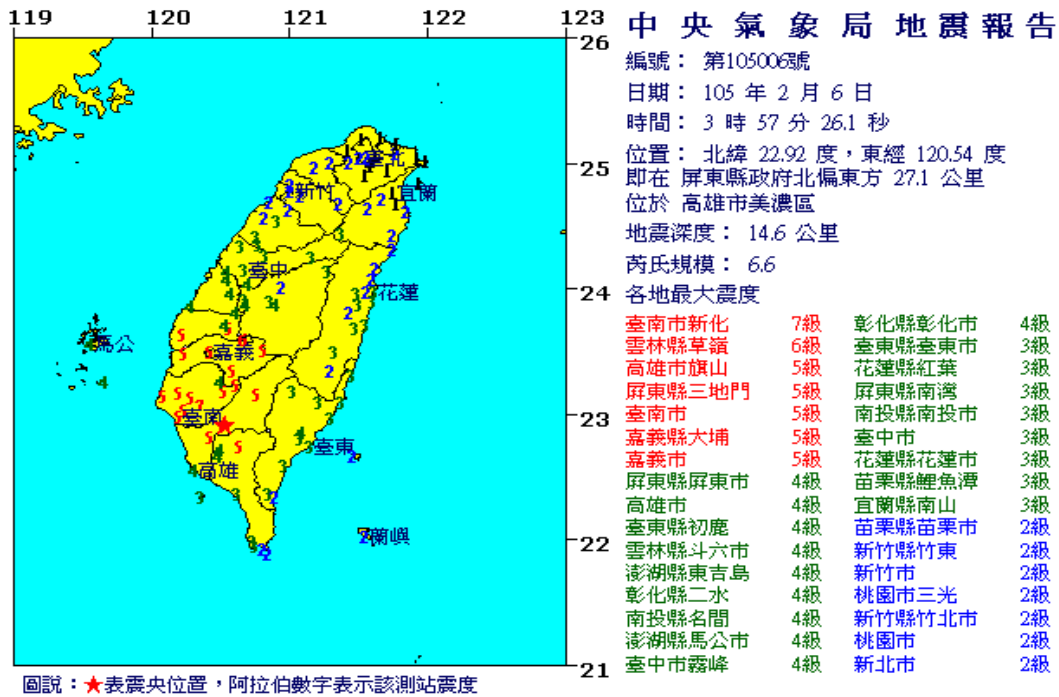 119 120 121 122 123
26
25
24
23
22
21
臺北
新竹
宜蘭
臺中
花蓮
馬公
嘉義
臺南
臺東
高雄
蘭嶼
圖說：★表震央位置，阿拉伯數字表示該測站震度
中央氣象局地震報告
編號： 第105006號
日期： 105 年 2 月 6 日
時間： 3 時 57 分 26.1 秒
位置： 北緯 22.92 度，東經 120.54 度
即在 屏東縣政府北偏東方 27.1 公里
位於 高雄市美濃區
地震深度： 14.6 公里
芮氏規模： 6.6
各地最大震度
臺南市新化 7級 彰化縣彰化市 4級
雲林縣草嶺 6級 臺東縣臺東市 3級
高雄市旗山 5級 花蓮縣紅葉 3級
屏東縣三地門 5級 屏東縣南灣 3級
臺南市 5級 南投縣南投市 3級
嘉義縣大埔 5級 臺中市 3級
嘉義市 5級 花蓮縣花蓮市 3級
屏東縣屏東市 4級 苗栗縣鯉魚潭 3級
高雄市 4級 宜蘭縣南山 3級
臺東縣初鹿 4級 苗栗縣苗栗市 2級
雲林縣斗六市 4級 新竹縣竹東 2級
澎湖縣東吉島 4級 新竹市 2級
彰化縣二水 4級 桃園市三光 2級
南投縣名間 4級 新竹縣竹北市 2級
澎湖縣馬公市 4級 桃園市 2級
臺中市霧峰 4級 新北市 2級